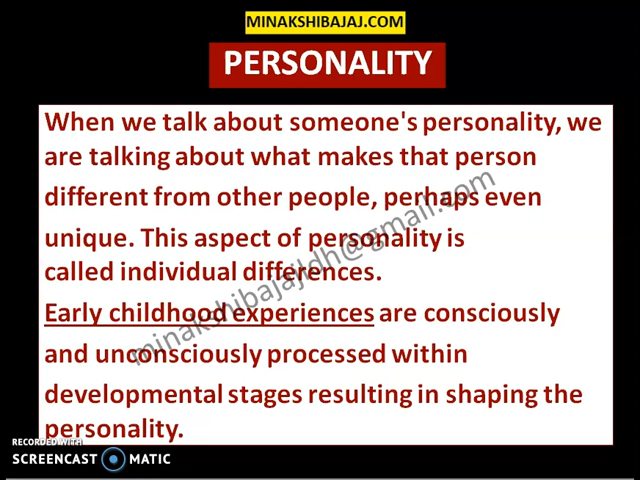 MINAKSHIBAJAJ.COM
PERSONALITY
When we talk about someone's personality, we
are talking about what makes that person
different from other people, perhaps even
unique. This aspect of personality is
called individual differences.
Early childhood experiences are consciously
and unconsciously processed within
developmental stages resulting in shaping the
personality.
minakshibajajldh@gmail.com
RECORDED WITH
SCREENCAST MATIC